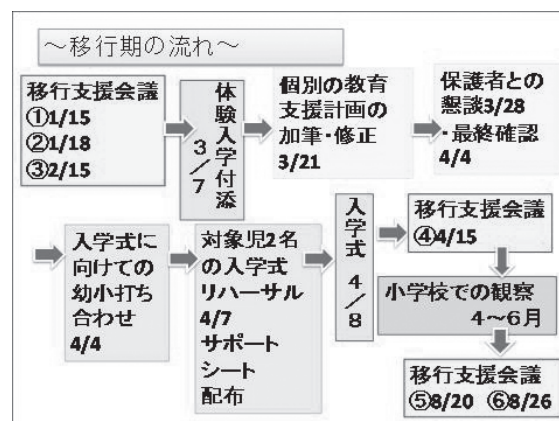 ～移行期の流れ～
移行支援会議
①1/15
②1/18
③2/15
体験入学付添
3/7
個別の教育
支援計画の
加筆・修正
3/21
保護者との
懇談3/28
・最終確認
4/4
入学式に
向けての
幼小打ち
合わせ
4/4
対象児2名
の入学式
リハーサル
4/7
サポート
シート
配布
入学式 4/8
移行支援会議
④4/15
小学校での観察
4～6月
移行支援会議
⑤8/20 ⑥8/26